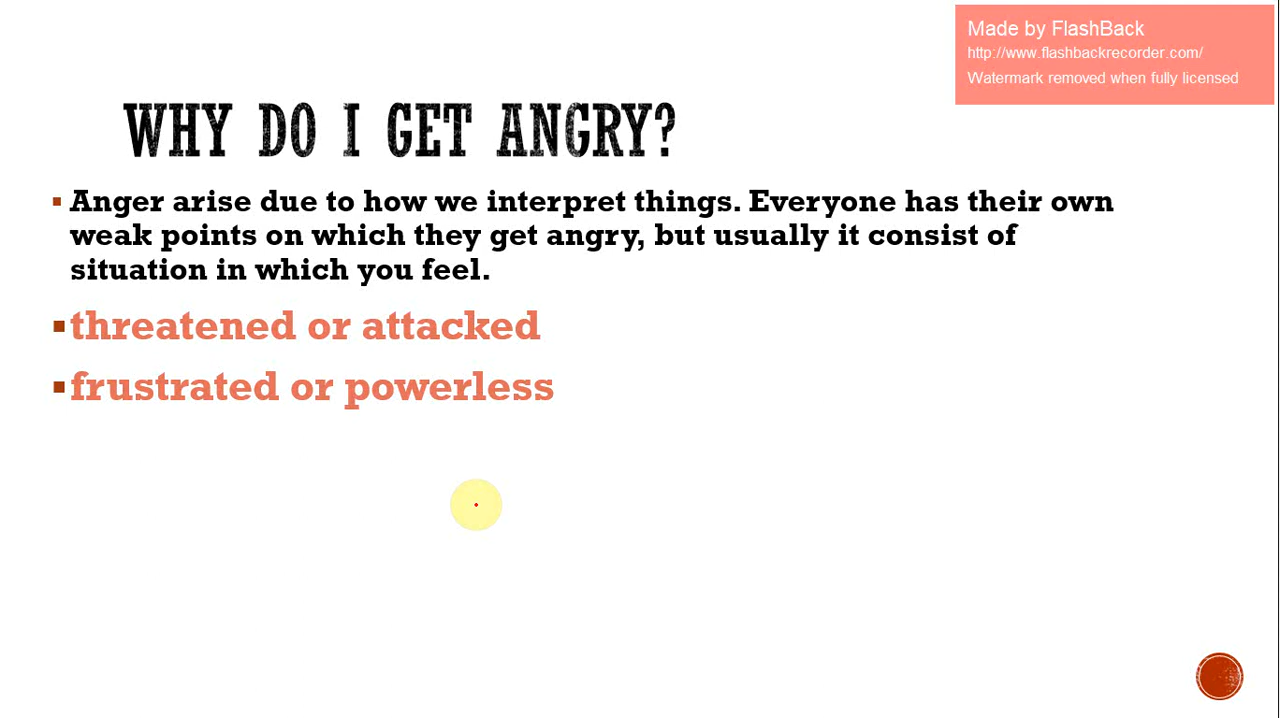 Made by FlashBack
http://www.flashbackrecorder.com/
Watermark removed when fully licensed
WHY DO I GET ANGRY?
Anger arise due to how we interpret things. Everyone has their own
weak points on which they get angry, but usually it consist of
situation in which you feel.
threatened or attacked
frustrated or powerless